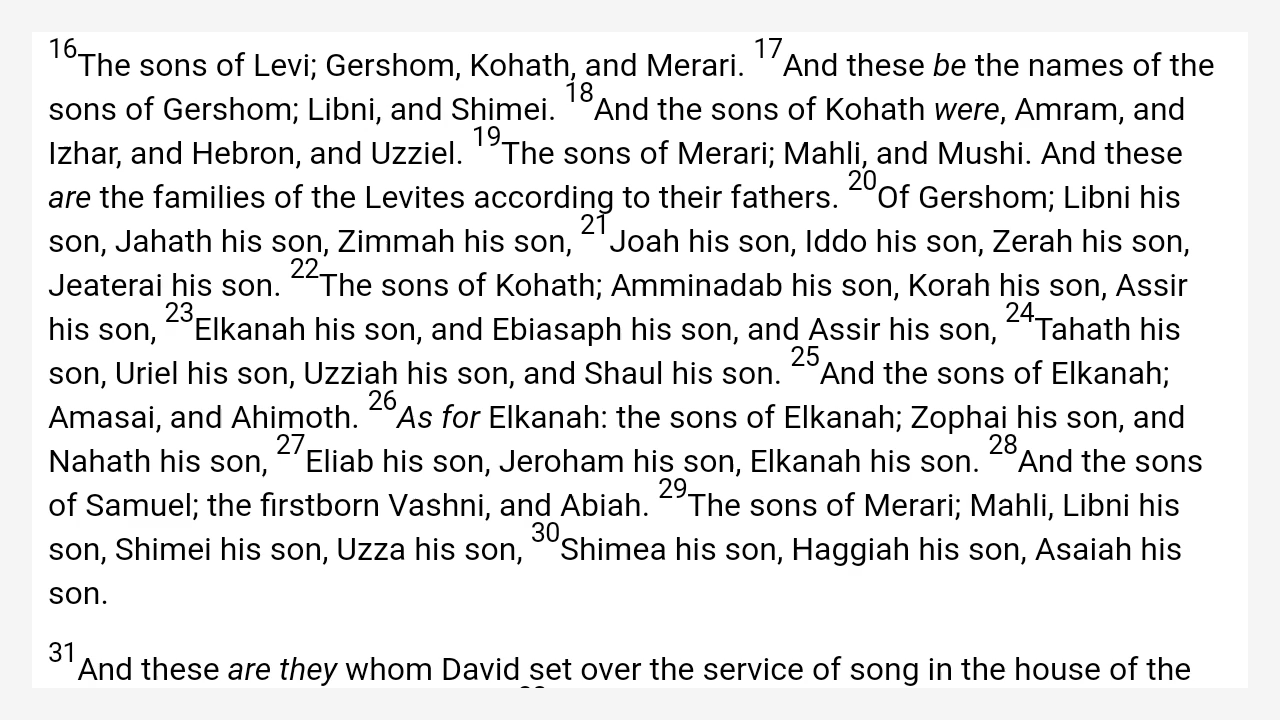 16The sons of Levi; Gershom, Kohath, and Merari. 17And these be the names of the
sons of Gershom; Libni, and Shimei. 18And the sons of Kohath were, Amram, and
Izhar, and Hebron, and Uzziel. 19The sons of Merari; Mahli, and Mushi. And these
are the families of the Levites according to their fathers. 20Of Gershom; Libni his
son, Jahath his son, Zimmah his son, 21Joah his son, Iddo his son, Zerah his son,
Jeaterai his son. 22The sons of Kohath; Amminadab his son, Korah his son, Assir
his son, 23Elkanah his son, and Ebiasaph his son, and Assir his son, 24Tahath his
son, Uriel his son, Uzziah his son, and Shaul his son. 25And the sons of Elkanah;
Amasai, and Ahimoth. 26As for Elkanah: the sons of Elkanah; Zophai his son, and
Nahath his son, 27Eliab his son, Jeroham his son, Elkanah his son. 28And the sons
of Samuel; the firstborn Vashni, and Abiah. 29The sons of Merari; Mahli, Libni his
son, Shimei his son, Uzza his son, 30Shimea his son, Haggiah his son, Asaiah his
son.
31And these are they whom David set over the service of song in the house of the